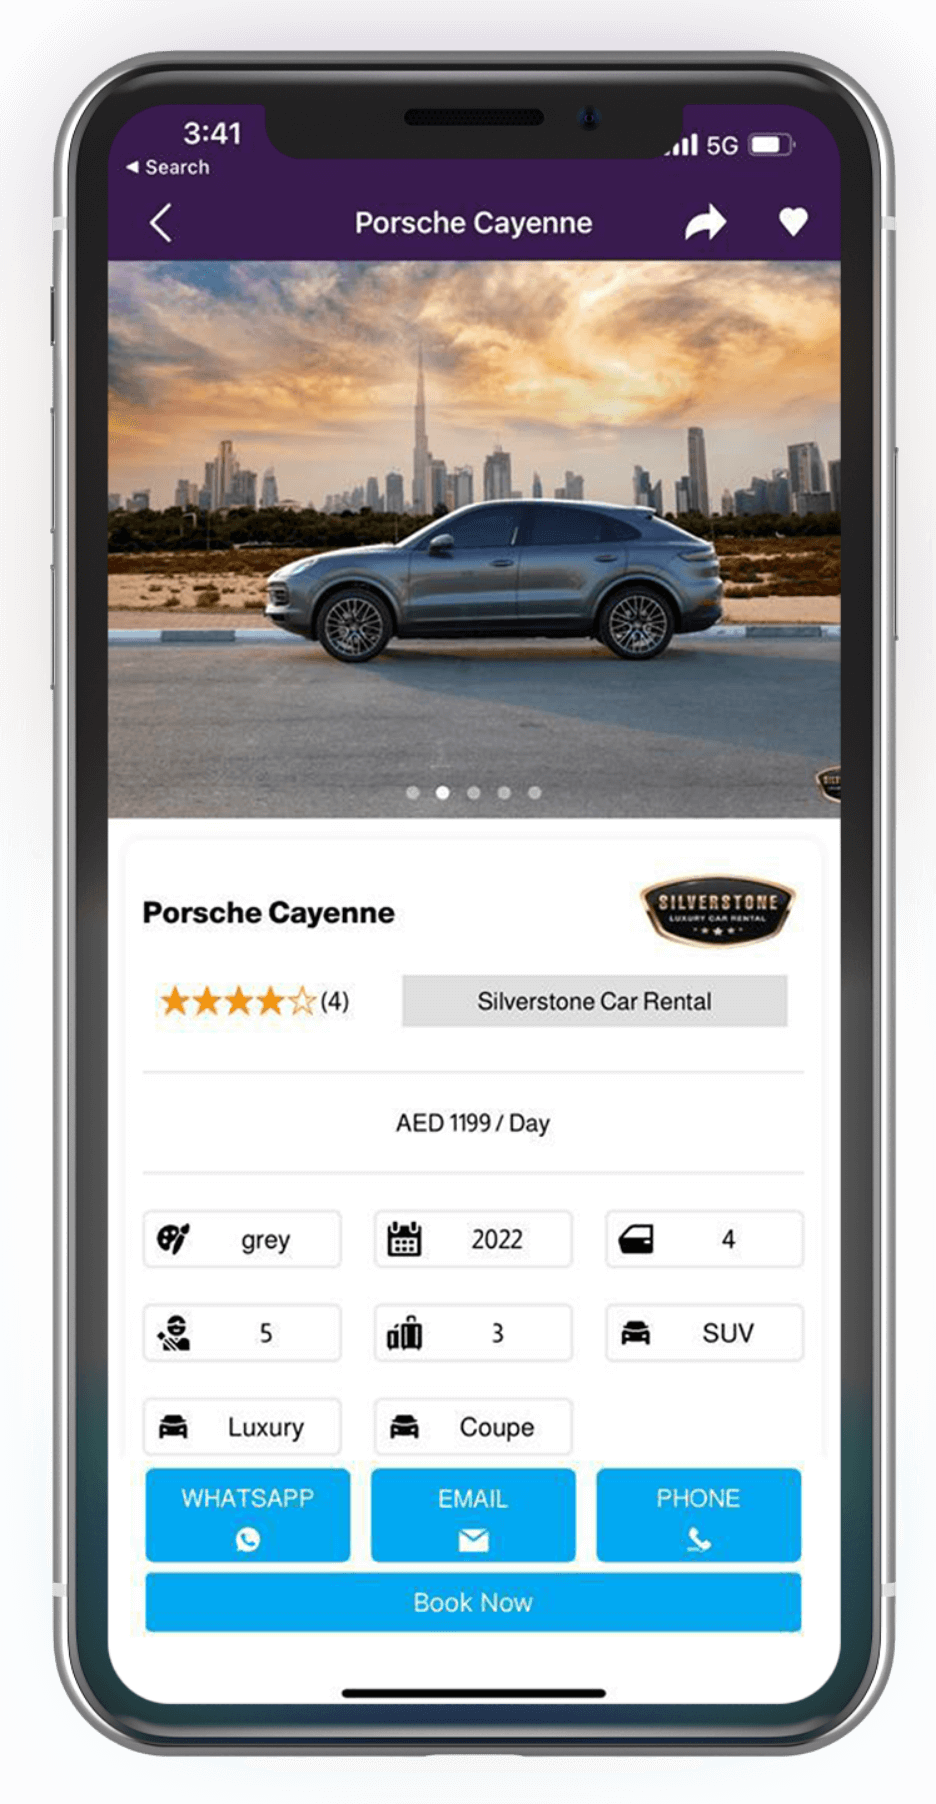 3:41
5G
Search
Porsche Cayenne
Porsche Cayenne
SILVERSTONE
LUXURY CAR RENTAL
(4)
Silverstone Car Rental
AED 1199 / Day
grey
2022
4
5
3
SUV
Luxury
Coupe
WHATSAPP
EMAIL
PHONE
Book Now